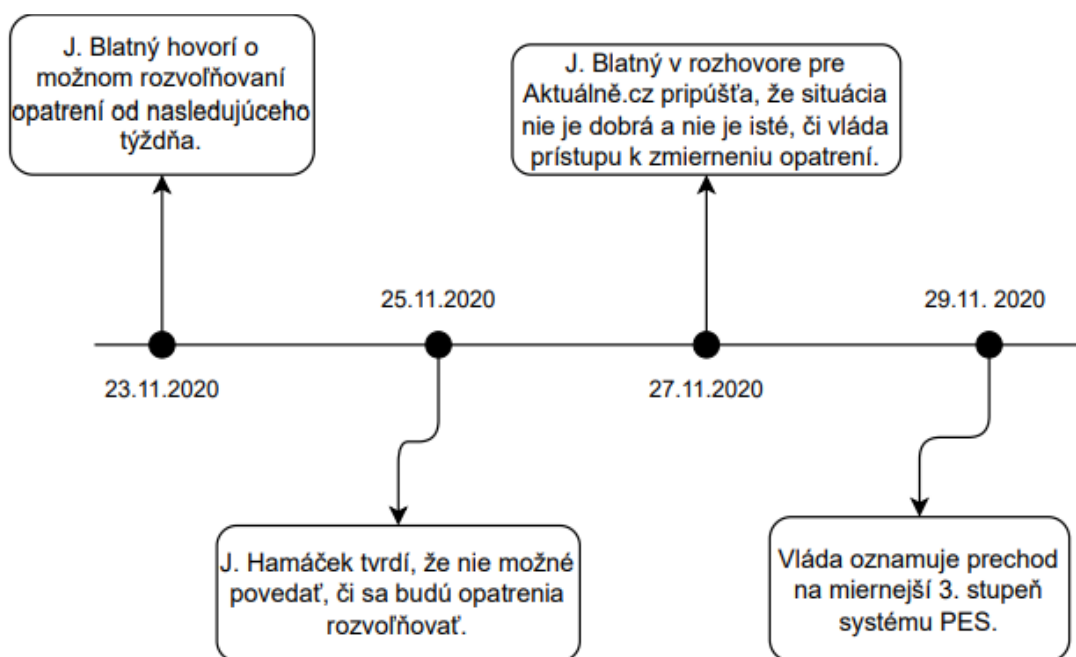 J. Blatný hovorí o
možnom rozvoľňovaní
opatrení od nasledujúceho
týždňa.
J. Blatný v rozhovore pre
Aktuálně.cz pripúšťa, že situácia
nie je dobrá a nie je isté, či vláda
prístupu k zmierneniu opatrení.
25.11.2020
29.11. 2020
23.11.2020
27.11.2020
J. Hamáček tvrdí, že nie možné
povedať, či sa budú opatrenia
rozvoľňovať.
Vláda oznamuje prechod
na miernejší 3. stupeň
systému PES.